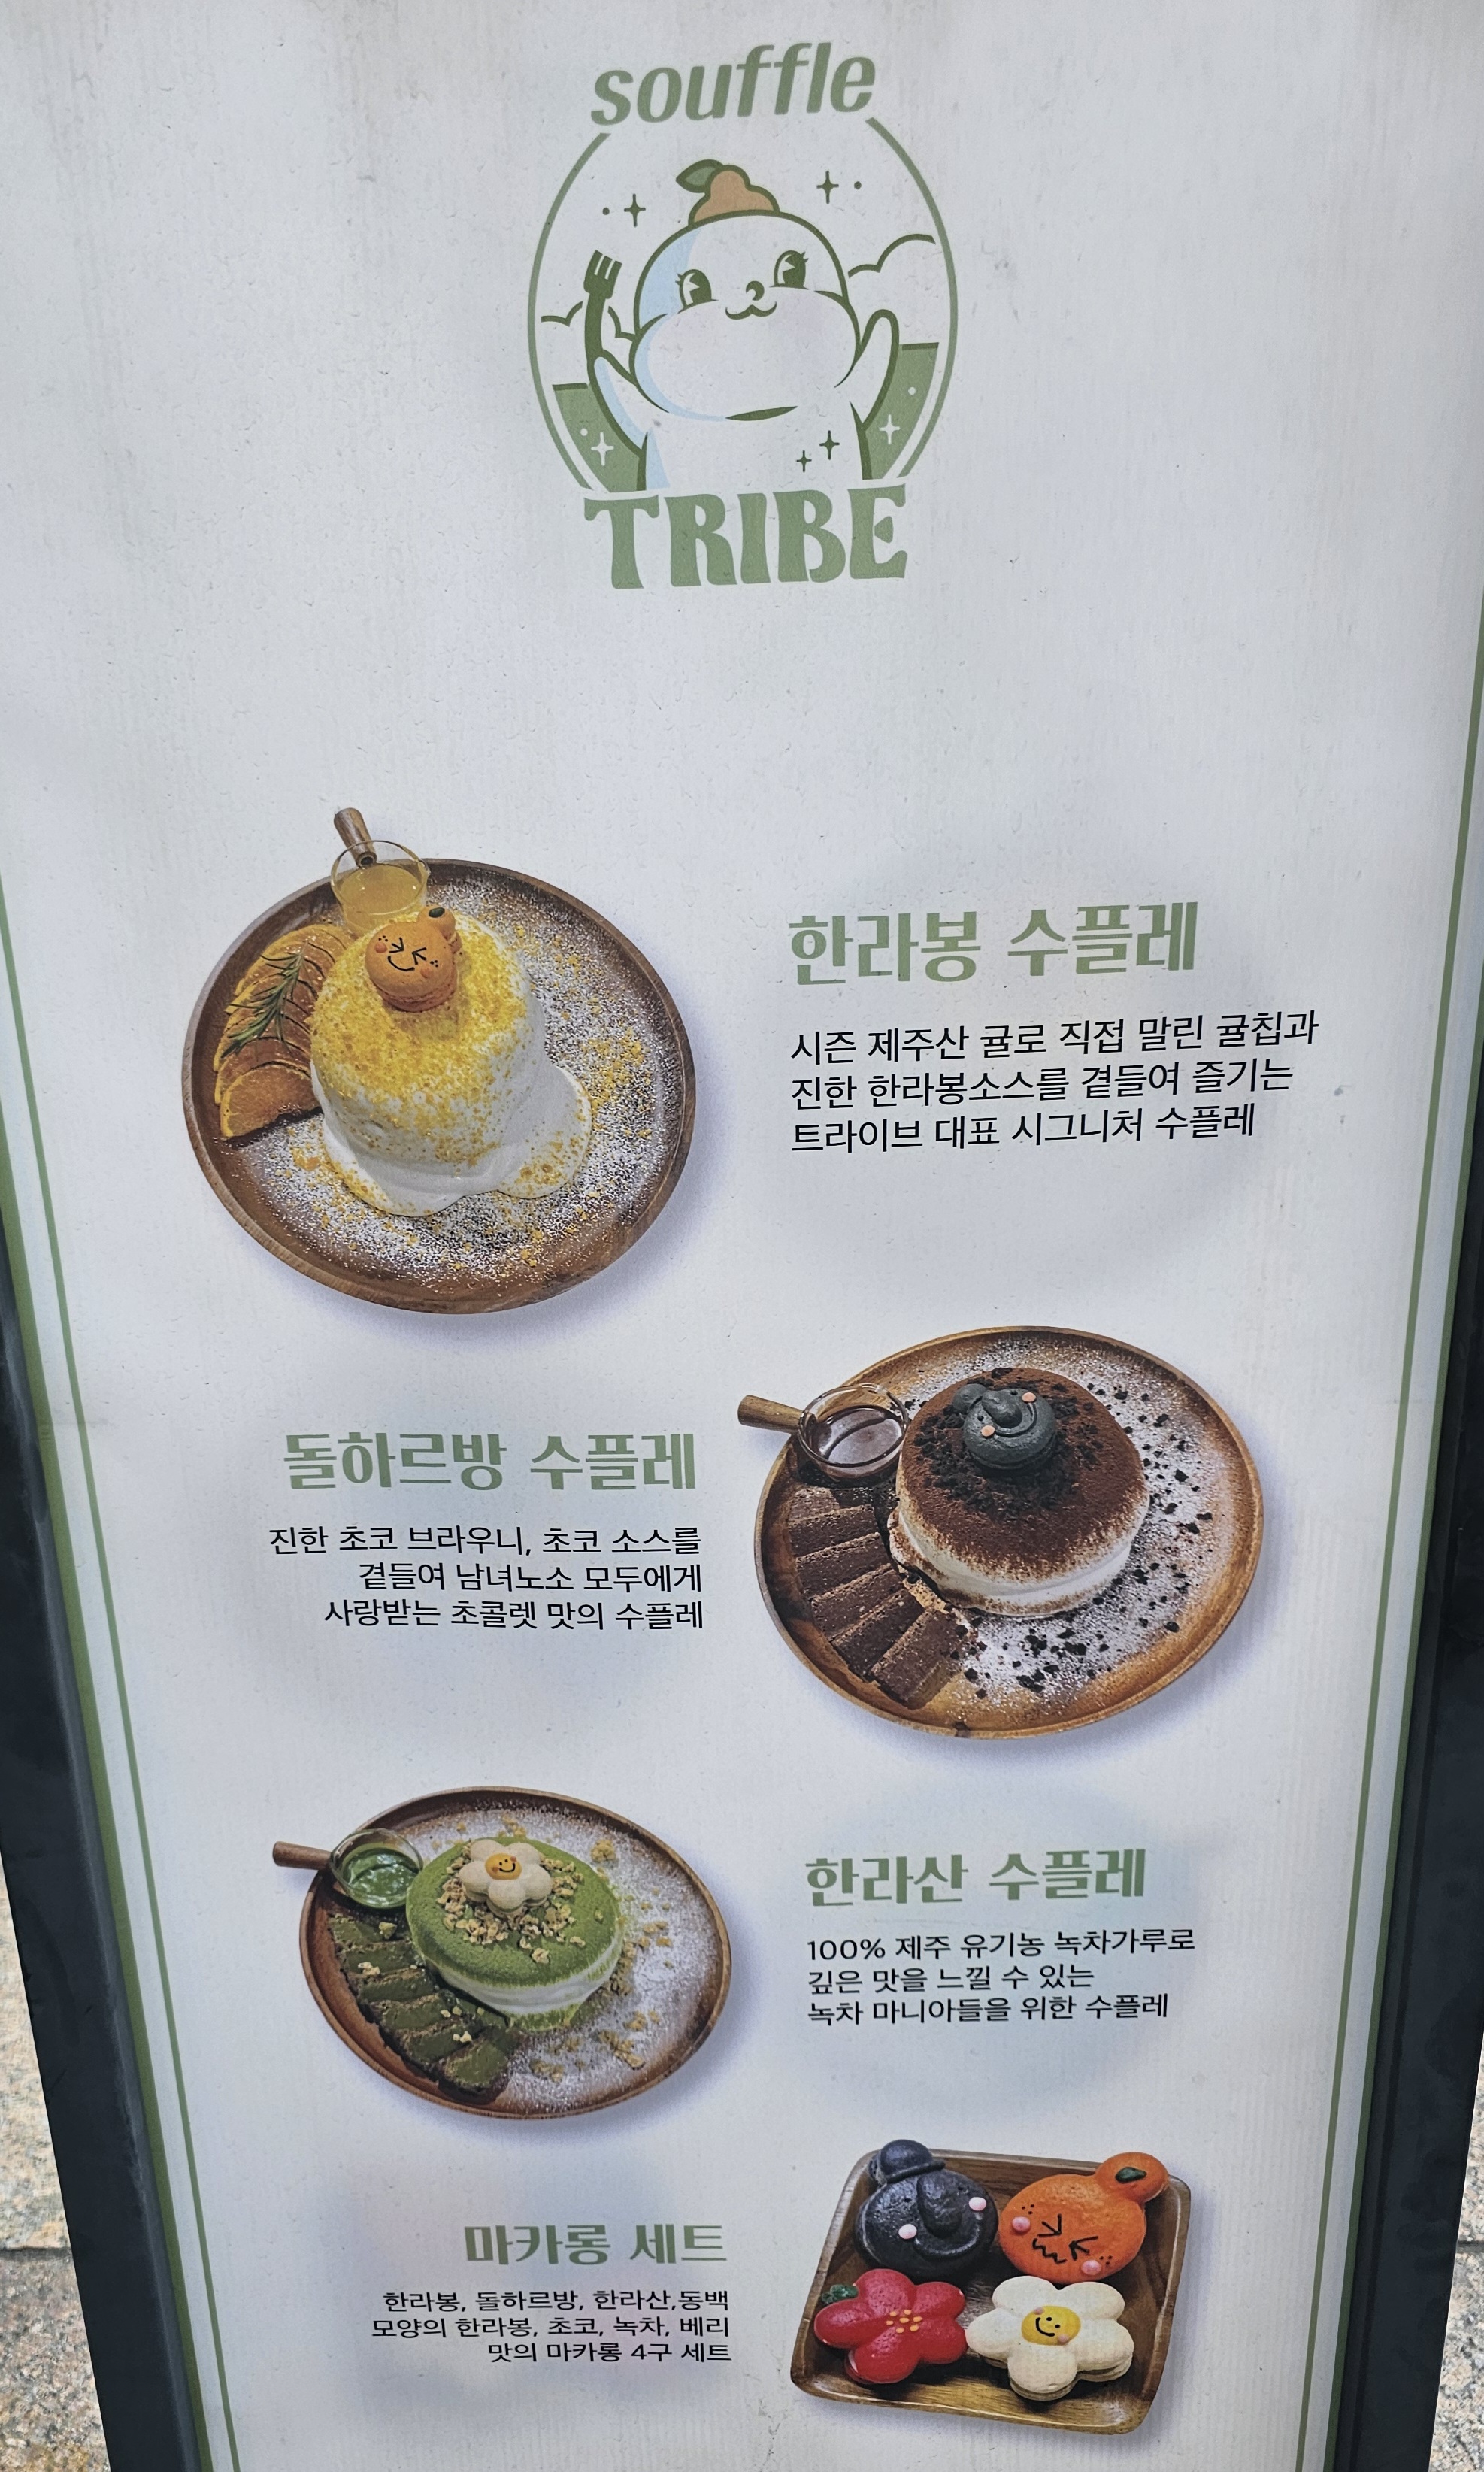 souffle
TRIBE
한라봉 수플레
시즌 제주산 귤로 직접 말린 귤칩과
진한 한라봉소스를 곁들여 즐기는
트라이브 대표 시그니처 수플레
돌하르방 수플레
진한 초코 브라우니, 초코 소스를
곁들여 남녀노소 모두에게
사랑받는 초콜렛 맛의 수플레
한라산 수플레
100% 제주 유기농 녹차가루로
깊은 맛을 느낄 수 있는
녹차 마니아들을 위한 수플레
마카롱 세트
한라봉, 돌하르방, 한라산,동백
모양의 한라봉, 초코, 녹차, 베리
맛의 마카롱 4구 세트